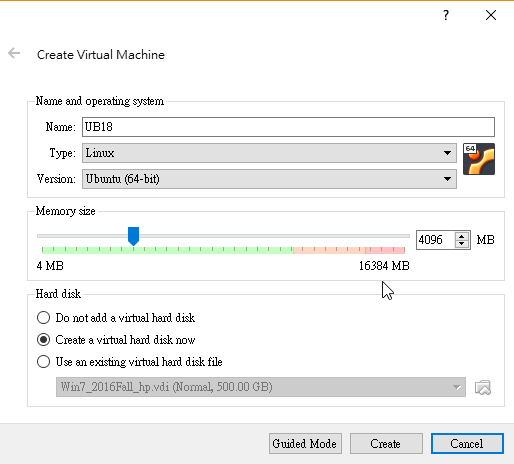 ?
Create Virtual Machine
Name and operating system
Name: UB18
Type: Linux
64
Version: Ubuntu (64-bit)
Memory size
4096 MB
4 MB 16384 MB
Hard disk
Do not add a virtual hard disk
Create a virtual hard disk now
Use an existing virtual hard disk file
Win7_2016Fall_hp.vdi (Normal, 500.00 GB)
Guided Mode Create Cancel